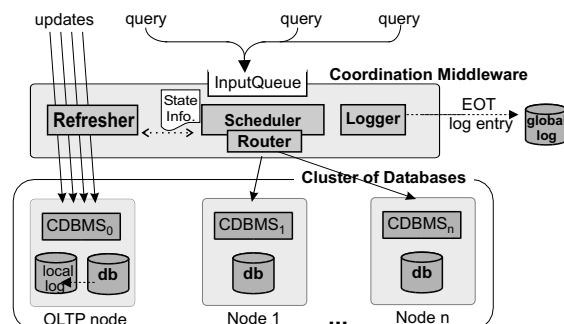 updates
query query query
InputQueue
Coordination Middleware
State
Info.
Refresher
Scheduler
Router
Logger
EOT
log entry
global
log
Cluster of Databases
CDBMS0
CDBMS1
CDBMSn
local
log
db
db
db
OLTP node
Node 1
...
Node n